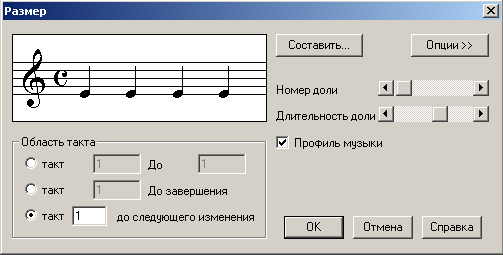 Размер
Составить...
Опции >>
Номер доли
Длительность доли
Профиль музыки
Область такта
такт 1 До 1
такт 1 До завершения
такт 1 до следующего изменения
OK
Отмена
Справка